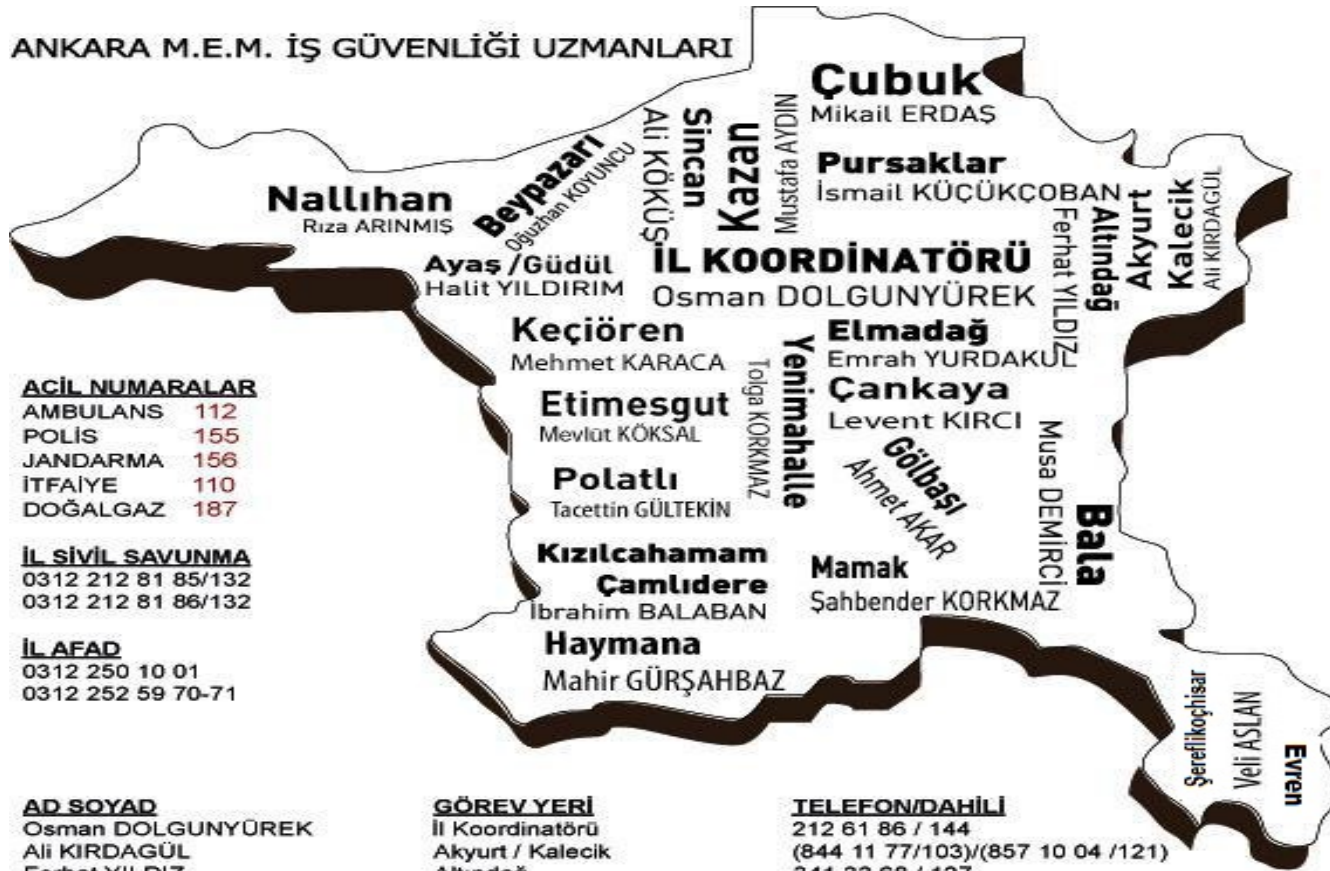 ANKARA M.E.M. İŞ GÜVENLİĞİ UZMANLARI
Çubuk
Mikail ERDAŞ
Pursaklar
İsmail KÜÇÜKÇOBAN
Kazan
Mustafa AYDIN
Sincan
Ali KÖKÜŞ
Beypazarı
Oğuzhan KOYUNCU
Nallıhan
Rıza ARINMIŞ
Ayaş /Güdül
Halit YILDIRIM
İL KOORDİNATÖRÜ
Osman DOLGUNYÜREK
Altındağ
Ferhat YILDIZ
Akyurt
Kalecik
Ali KIRDAGÜL
Keçiören
Mehmet KARACA
Elmadağ
Emrah YURDAKUL
Yenimahalle
Tolga KORKMAZ
Çankaya
Levent KIRCI
Etimesgut
Mevlüt KÖKSAL
Gölbaşı
Ahmet AKAR
Musa DEMİRCİ
Bala
Polatlı
Tacettin GÜLTEKİN
Kızılcahamam
Çamlıdere
İbrahim BALABAN
Mamak
Şahbender KORKMAZ
Haymana
Mahir GÜRŞAHBAZ
Şereflikoçhisar
Veli ASLAN
Evren
ACİL NUMARALAR
AMBULANS 112
POLİS 155
JANDARMA 156
İTFAİYE 110
DOĞALGAZ 187
İL SİVİL SAVUNMA
0312 212 81 85/132
0312 212 81 86/132
İL AFAD
0312 250 10 01
0312 252 59 70-71
AD SOYAD GÖREV YERİ TELEFON/DAHİLİ
Osman DOLGUNYÜREK İl Koordinatörü 212 61 86 / 144
Ali KIRDAGÜL Akyurt / Kalecik (844 11 77/103)/(857 10 04 /121)